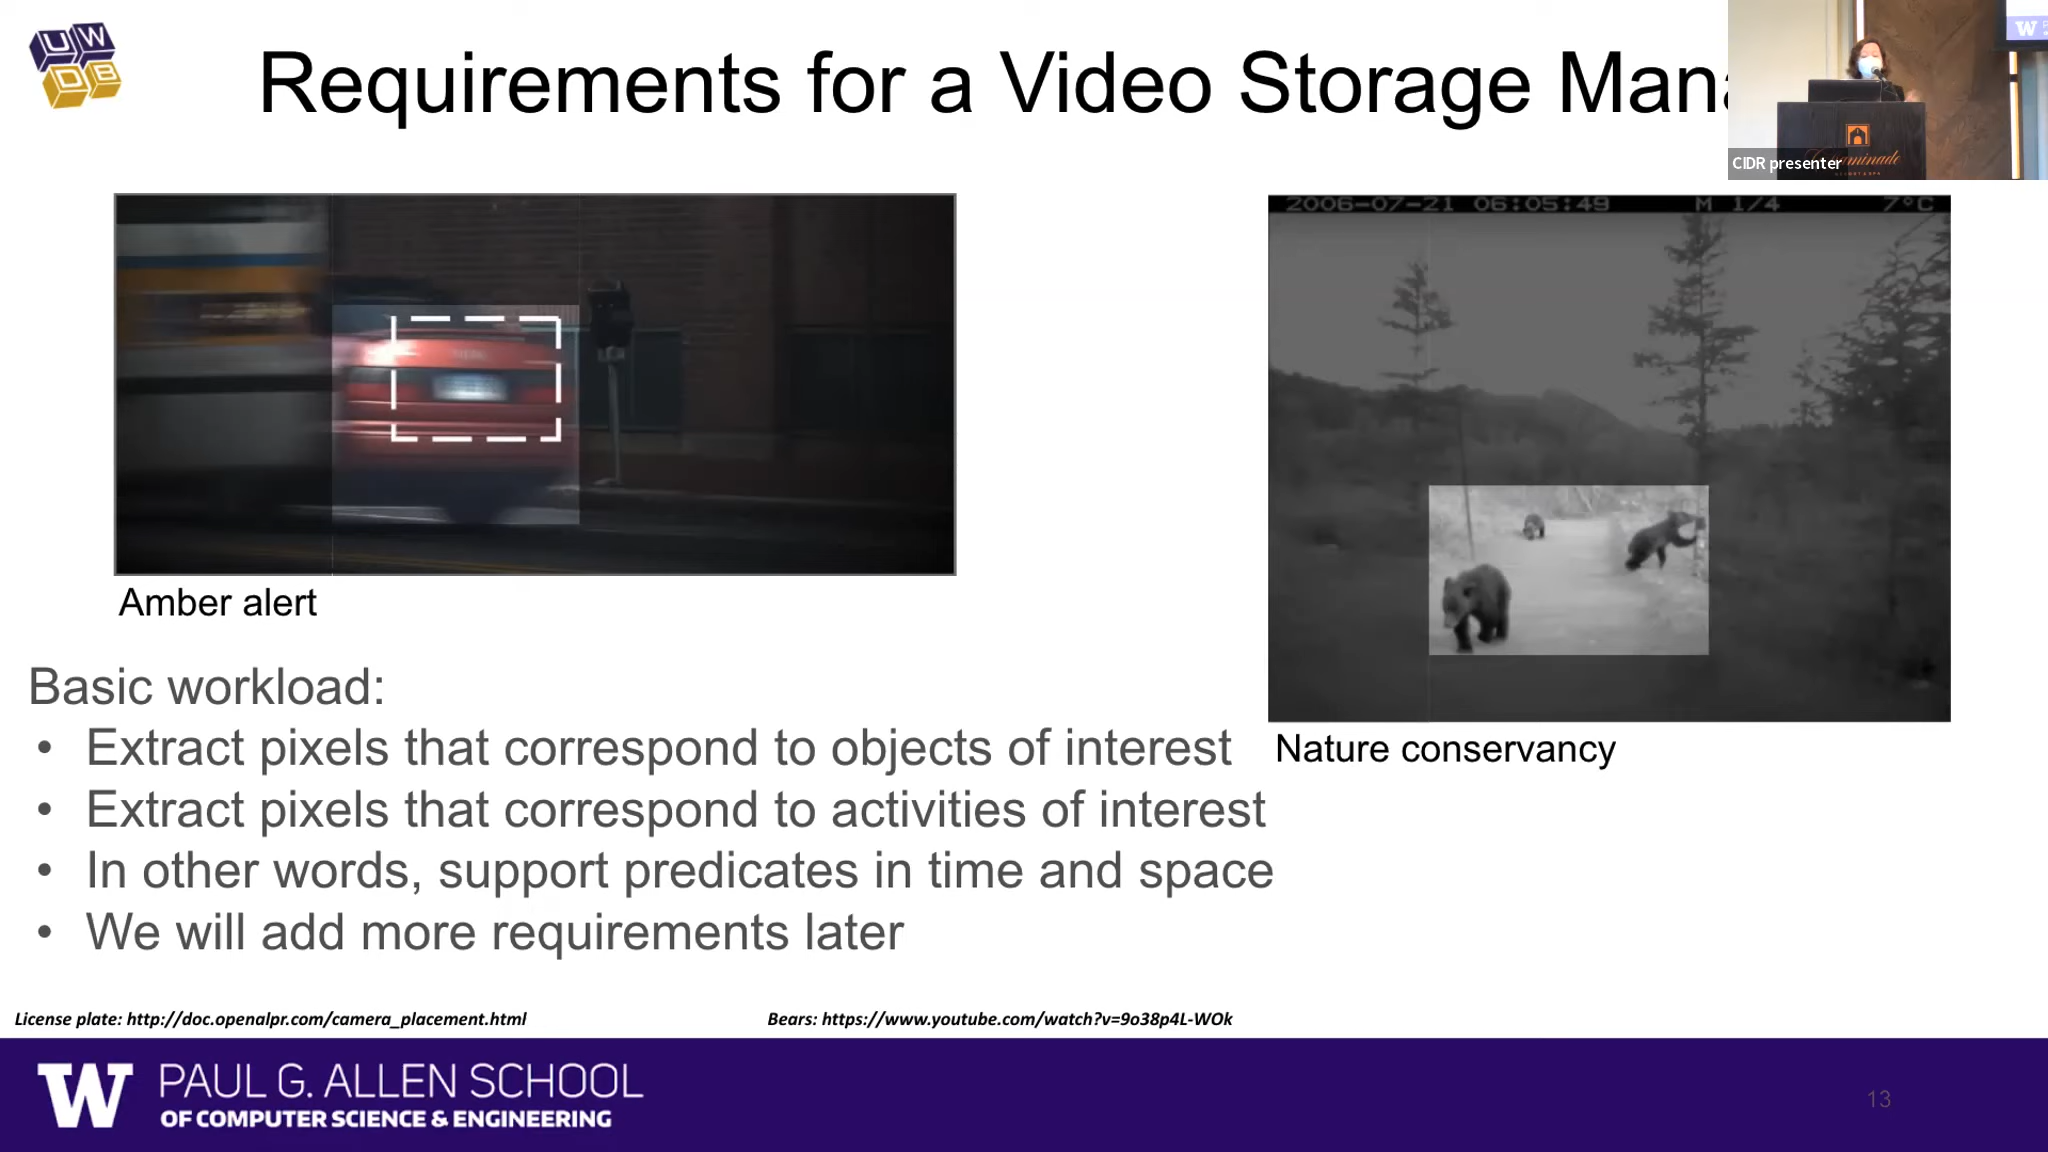 UW
DB
Requirements for a Video Storage Mana
W
CIDR presenter
2006-07-21 06:05:49 M 1/4 7°C
Amber alert
Basic workload:
• Extract pixels that correspond to objects of interest
Nature conservancy
• Extract pixels that correspond to activities of interest
• In other words, support predicates in time and space
• We will add more requirements later
License plate: http://doc.openalpr.com/camera_placement.html
Bears: https://www.youtube.com/watch?v=9o38p4L-WOk
W PAUL G. ALLEN SCHOOL
OF COMPUTER SCIENCE & ENGINEERING
13